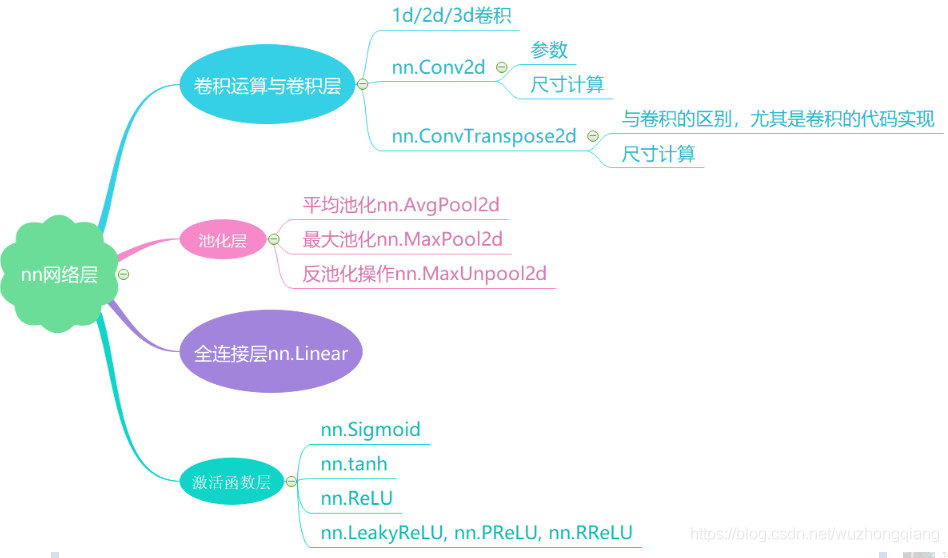 nn网络层
卷积运算与卷积层
1d/2d/3d卷积
nn.Conv2d
参数
尺寸计算
nn.ConvTranspose2d
与卷积的区别，尤其是卷积的代码实现
尺寸计算
池化层
平均池化nn.AvgPool2d
最大池化nn.MaxPool2d
反池化操作nn.MaxUnpool2d
全连接层nn.Linear
激活函数层
nn.Sigmoid
nn.tanh
nn.ReLU
nn.LeakyReLU, nn.PReLU, nn.RReLU
https://blog.csdn.net/wuzhongqiang